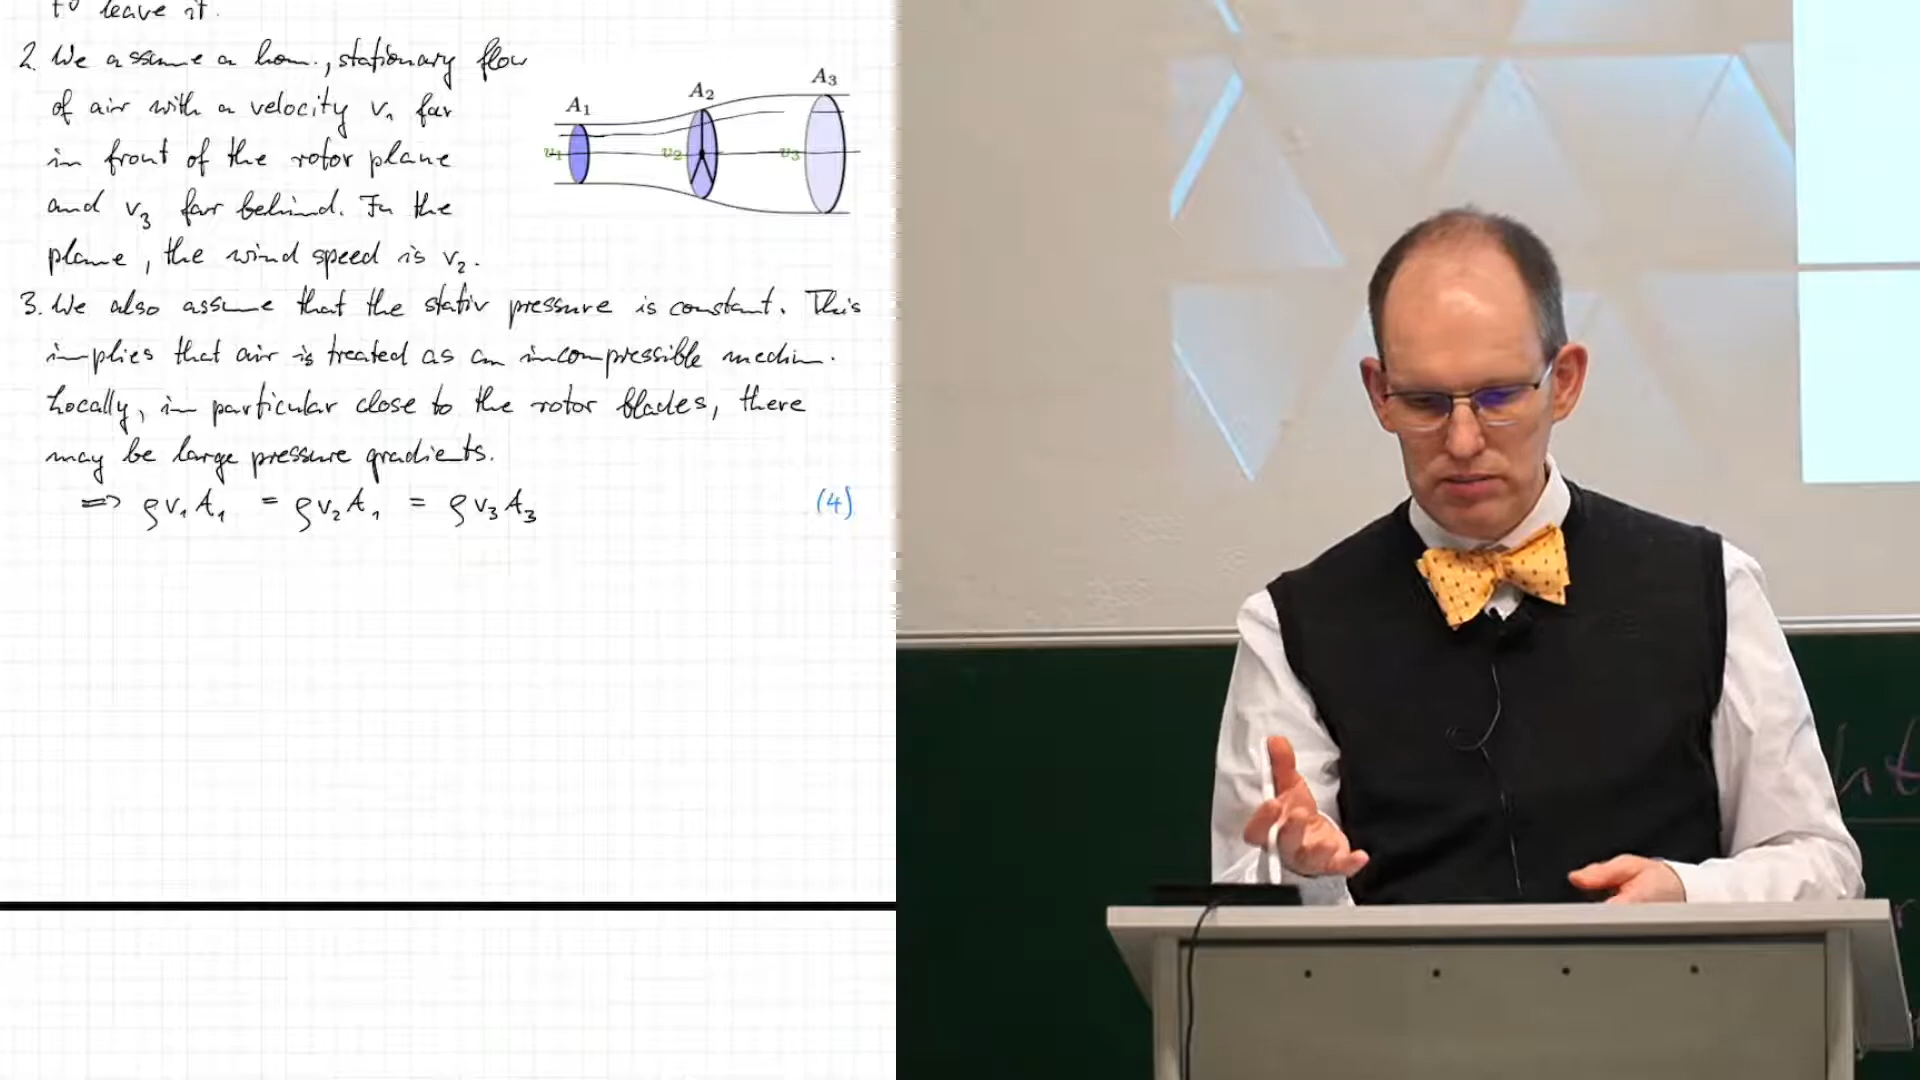 to leave it.
2. We assume a hom., stationary flow
of air with a velocity v₁ far
in front of the rotor plane
and v₃ far behind. In the
plane, the wind speed is v₂.
A₁
A₂
A₃
v₁
v₂
v₃
3. We also assume that the stativ pressure is constant. This
implies that air is treated as an incompressible medium.
Locally, in particular close to the rotor blades, there
may be large pressure gradients.
=> ρv₁A₁ = ρv₂A₁ = ρv₃A₃ (4)